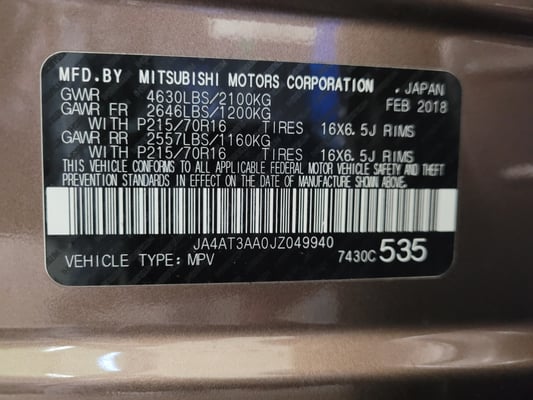 MFD.BY MITSUBISHI MOTORS CORPORATION , JAPAN
GVWR 4630LBS/2100KG FEB 2018
GAWR FR 2646LBS/1200KG
WITH P215/70R16 TIRES 16X6.5J RIMS
GAWR RR 2557LBS/1160KG
WITH P215/70R16 TIRES 16X6.5J RIMS
THIS VEHICLE CONFORMS TO ALL APPLICABLE FEDERAL MOTOR VEHICLE SAFETY AND THEFT
PREVENTION STANDARDS IN EFFECT ON THE DATE OF MANUFACTURE SHOWN ABOVE.
JA4AT3AA0JZ049940
VEHICLE TYPE: MPV 7430C 535